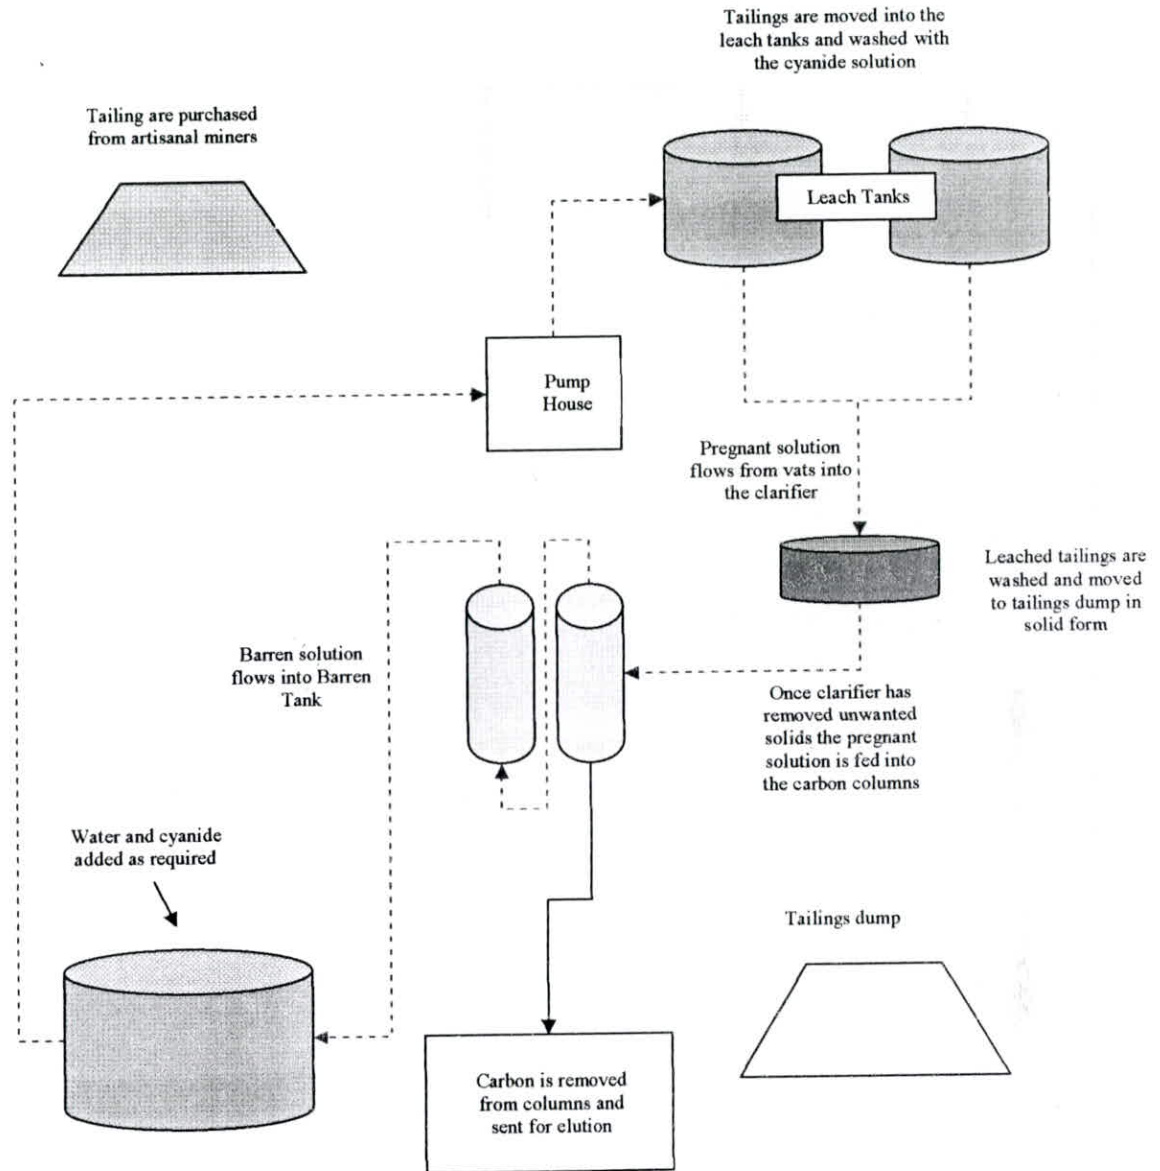 Tailings are moved into the
leach tanks and washed with
the cyanide solution
Tailing are purchased
from artisanal miners
Leach Tanks
Pump
House
Pregnant solution
flows from vats into
the clarifier
Leached tailings are
washed and moved
to tailings dump in
solid form
Barren solution
flows into Barren
Tank
Once clarifier has
removed unwanted
solids the pregnant
solution is fed into
the carbon columns
Water and cyanide
added as required
Tailings dump
Carbon is removed
from columns and
sent for elution